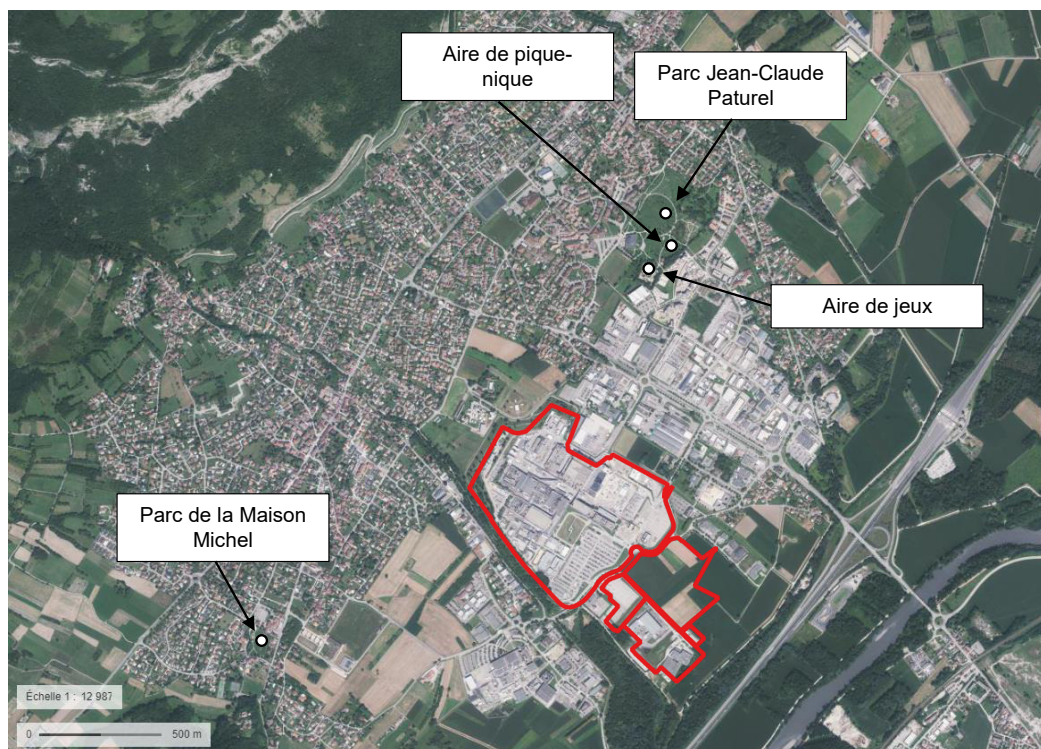 Aire de pique-
nique
Parc Jean-Claude
Paturel
Aire de jeux
Parc de la Maison
Michel
Échelle 1 : 12 987
0 500 m